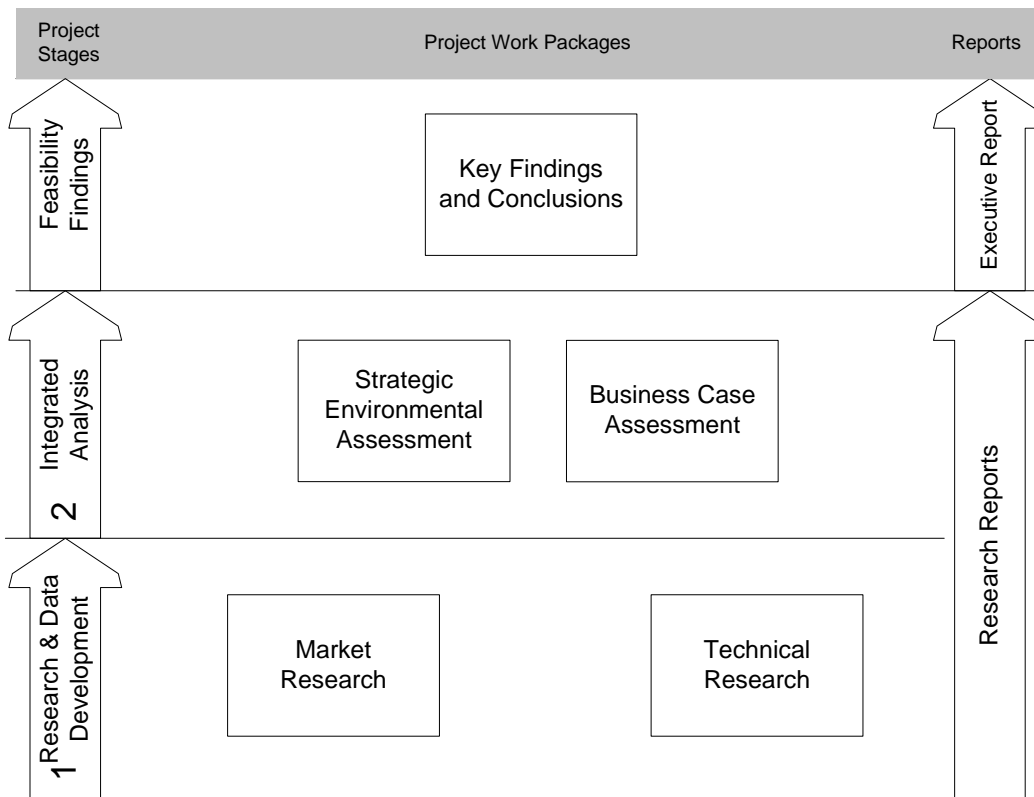 Project
Stages
Project Work Packages
Reports
Feasibility
Findings
Key Findings
and Conclusions
Executive Report
2
Integrated
Analysis
Strategic
Environmental
Assessment
Business Case
Assessment
Research Reports
1
Research & Data
Development
Market
Research
Technical
Research